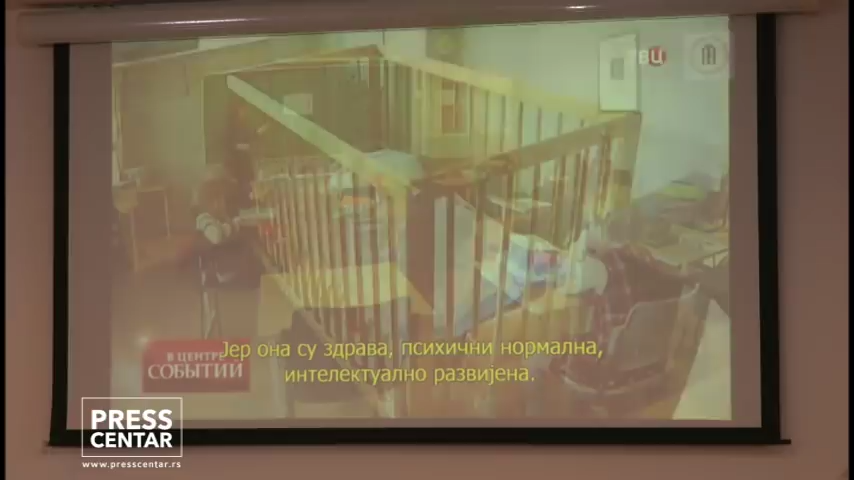 ТВЦ
В ЦЕНТРЕ
СОБЫТИЙ
Јер она су здрава, психични нормална,
интелектуално развијена.
PRESS
CENTAR
www.presscentar.rs